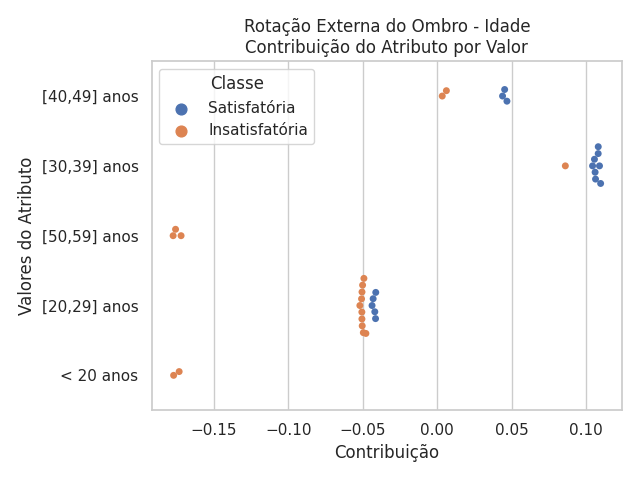 Rotação Externa do Ombro - Idade
Contribuição do Atributo por Valor
Classe
Satisfatória
Insatisfatória
Valores do Atributo
[40,49] anos
[30,39] anos
[50,59] anos
[20,29] anos
< 20 anos
−0.15 −0.10 −0.05 0.00 0.05 0.10
Contribuição